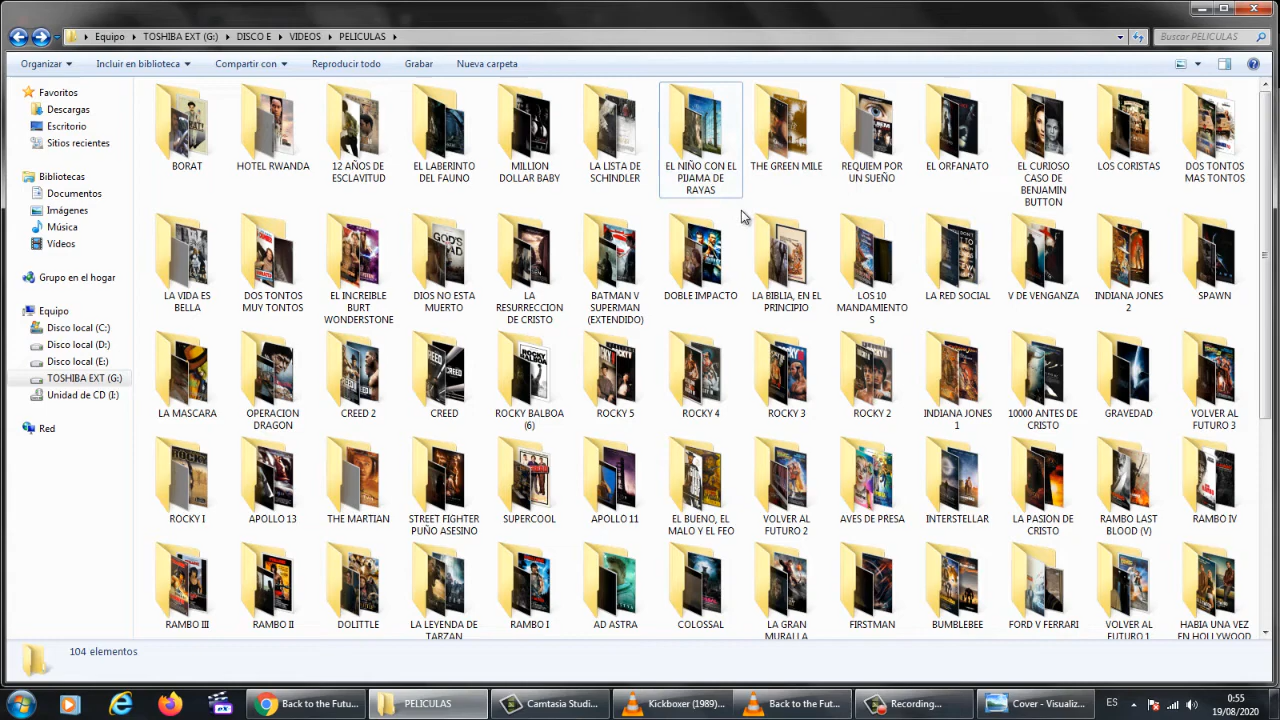 Equipo ▸ TOSHIBA EXT (G:) ▸ DISCO E ▸ VIDEOS ▸ PELICULAS ▸
Buscar PELICULAS
Organizar
Incluir en biblioteca
Compartir con
Reproducir todo
Grabar
Nueva carpeta
Favoritos
Descargas
Escritorio
Sitios recientes
Bibliotecas
Documentos
Imágenes
Música
Vídeos
Grupo en el hogar
Equipo
Disco local (C:)
Disco local (D:)
Disco local (E:)
TOSHIBA EXT (G:)
Unidad de CD (I:)
Red
BORAT
HOTEL RWANDA
12 AÑOS DE
ESCLAVITUD
EL LABERINTO
DEL FAUNO
MILLION
DOLLAR BABY
LA LISTA DE
SCHINDLER
EL NIÑO CON EL
PIJAMA DE
RAYAS
THE GREEN MILE
REQUIEM POR
UN SUEÑO
EL ORFANATO
EL CURIOSO
CASO DE
BENJAMIN
BUTTON
LOS CORISTAS
DOS TONTOS
MAS TONTOS
LA VIDA ES
BELLA
DOS TONTOS
MUY TONTOS
EL INCREIBLE
BURT
WONDERSTONE
DIOS NO ESTA
MUERTO
LA
RESURRECCION
DE CRISTO
BATMAN V
SUPERMAN
(EXTENDIDO)
DOBLE IMPACTO
LA BIBLIA, EN EL
PRINCIPIO
LOS 10
MANDAMIENTO
S
LA RED SOCIAL
V DE VENGANZA
INDIANA JONES
2
SPAWN
LA MASCARA
OPERACION
DRAGON
CREED 2
CREED
ROCKY BALBOA
(6)
ROCKY 5
ROCKY 4
ROCKY 3
ROCKY 2
INDIANA JONES
1
10000 ANTES DE
CRISTO
GRAVEDAD
VOLVER AL
FUTURO 3
ROCKY I
APOLLO 13
THE MARTIAN
STREET FIGHTER
PUÑO ASESINO
SUPERCOOL
APOLLO 11
EL BUENO, EL
MALO Y EL FEO
VOLVER AL
FUTURO 2
AVES DE PRESA
INTERSTELLAR
LA PASION DE
CRISTO
RAMBO LAST
BLOOD (V)
RAMBO IV
RAMBO III
RAMBO II
DOLITTLE
LA LEYENDA DE
TARZAN
RAMBO I
AD ASTRA
COLOSSAL
LA GRAN
MURALLA
FIRSTMAN
BUMBLEBEE
FORD V FERRARI
VOLVER AL
FUTURO 1
HABIA UNA VEZ
EN HOLLYWOOD
104 elementos
Back to the Futu...
PELICULAS
Camtasia Studi...
Kickboxer (1989)...
Back to the Fut...
Recording...
Cover - Visualiz...
ES
0:55
19/08/2020